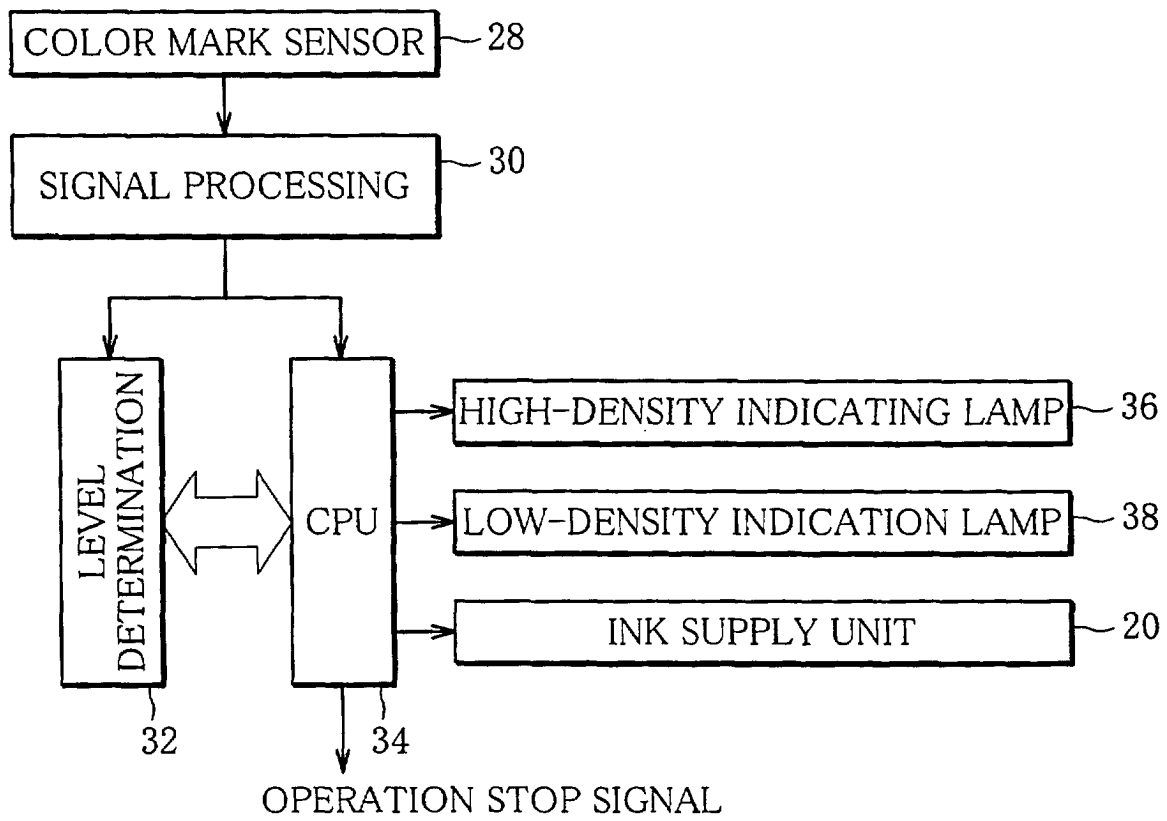 COLOR MARK SENSOR 28
SIGNAL PROCESSING 30
LEVEL
DETERMINATION
32
CPU
34
HIGH-DENSITY INDICATING LAMP 36
LOW-DENSITY INDICATION LAMP 38
INK SUPPLY UNIT 20
OPERATION STOP SIGNAL